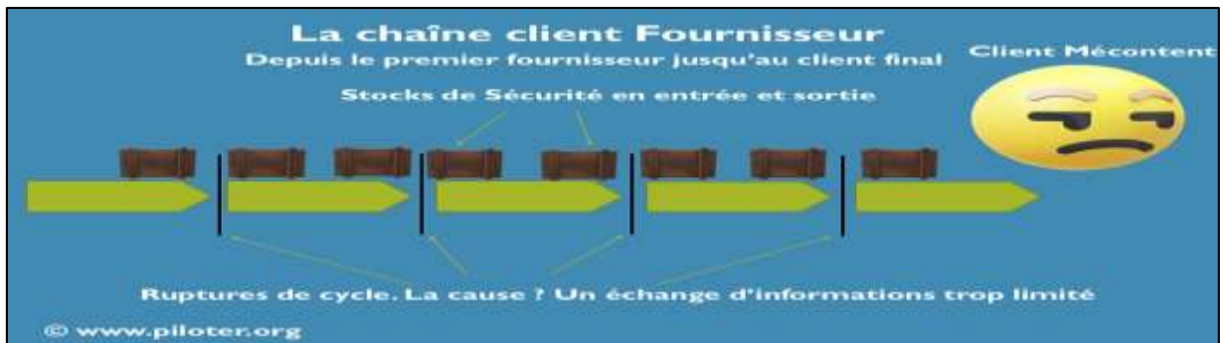 La chaîne client Fournisseur
Depuis le premier fournisseur jusqu'au client final
Client Mécontent
Stocks de Sécurité en entrée et sortie
Ruptures de cycle. La cause ? Un échange d'informations trop limité
© www.piloter.org